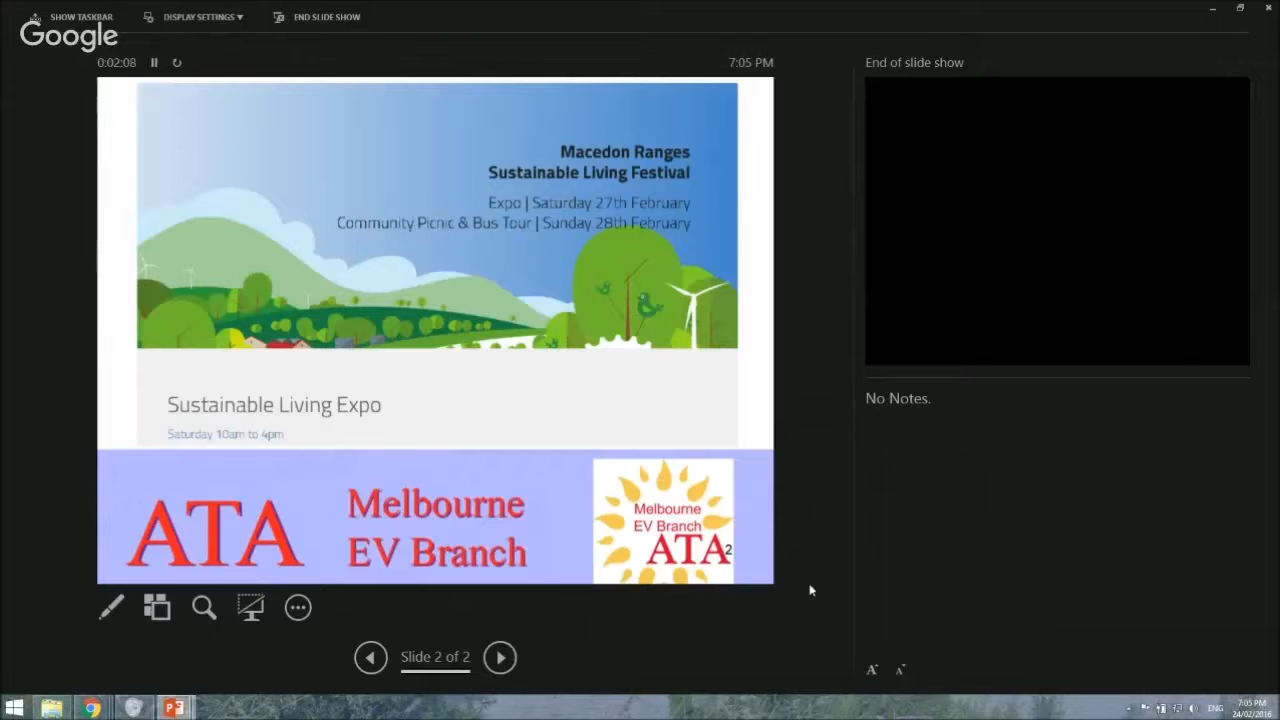 SHOW TASKBAR
DISPLAY SETTINGS ▼
END SLIDE SHOW
Google
0:02:08
7:05 PM
End of slide show
Macedon Ranges
Sustainable Living Festival
Expo | Saturday 27th February
Community Picnic & Bus Tour | Sunday 28th February
Sustainable Living Expo
Saturday 10am to 4pm
ATA
Melbourne
EV Branch
Melbourne
EV Branch
ATA2
No Notes.
Slide 2 of 2
A
A
ENG
7:05 PM
24/02/2016